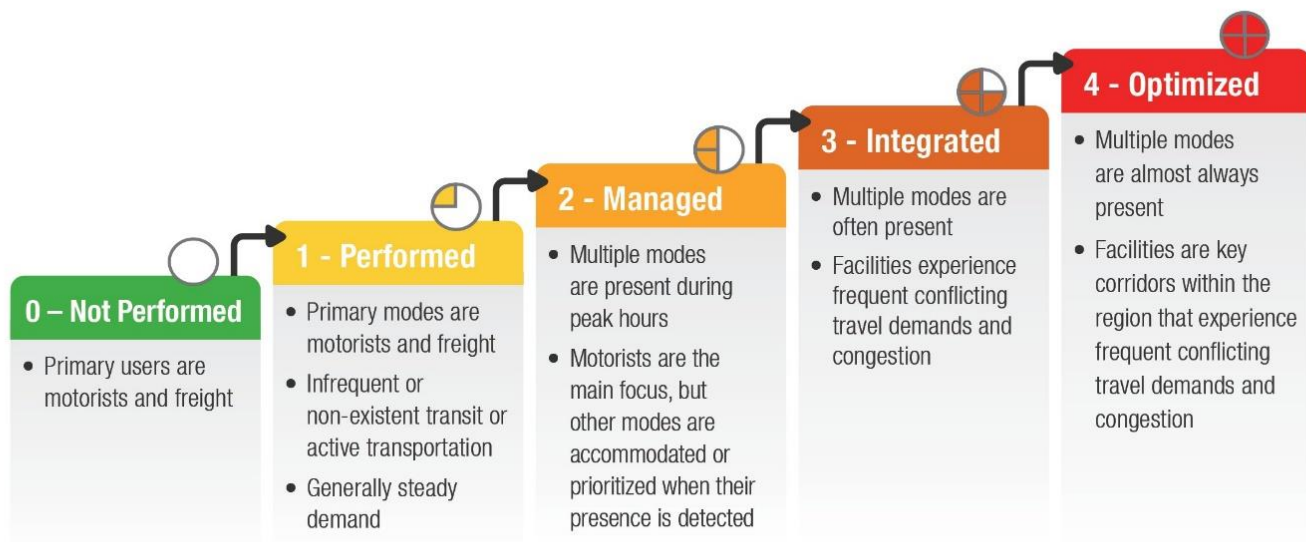 0 – Not Performed
• Primary users are
motorists and freight
1 - Performed
• Primary modes are
motorists and freight
• Infrequent or
non-existent transit or
active transportation
• Generally steady
demand
2 - Managed
• Multiple modes
are present during
peak hours
• Motorists are the
main focus, but
other modes are
accommodated or
prioritized when their
presence is detected
3 - Integrated
• Multiple modes are
often present
• Facilities experience
frequent conflicting
travel demands and
congestion
4 - Optimized
• Multiple modes
are almost always
present
• Facilities are key
corridors within the
region that experience
frequent conflicting
travel demands and
congestion